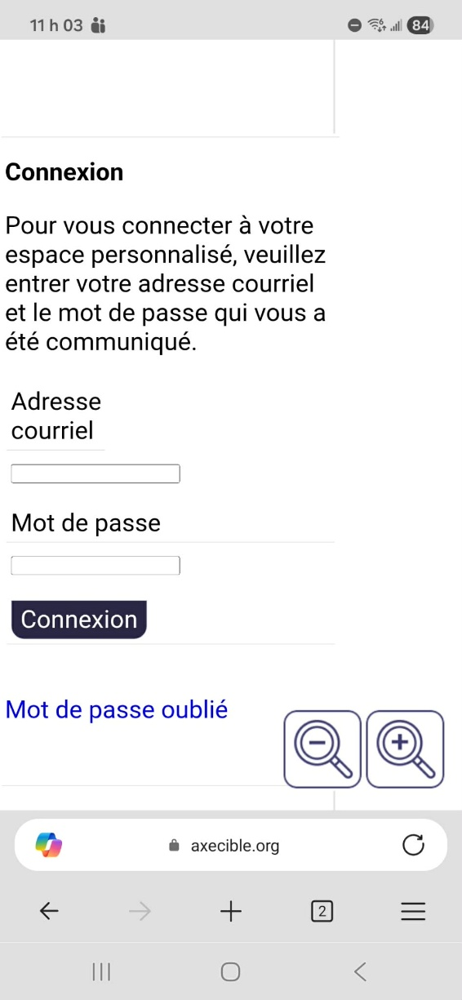 11 h 03
84
Connexion
Pour vous connecter à votre
espace personnalisé, veuillez
entrer votre adresse courriel
et le mot de passe qui vous a
été communiqué.
Adresse
courriel
Mot de passe
Connexion
Mot de passe oublié
axecible.org
2